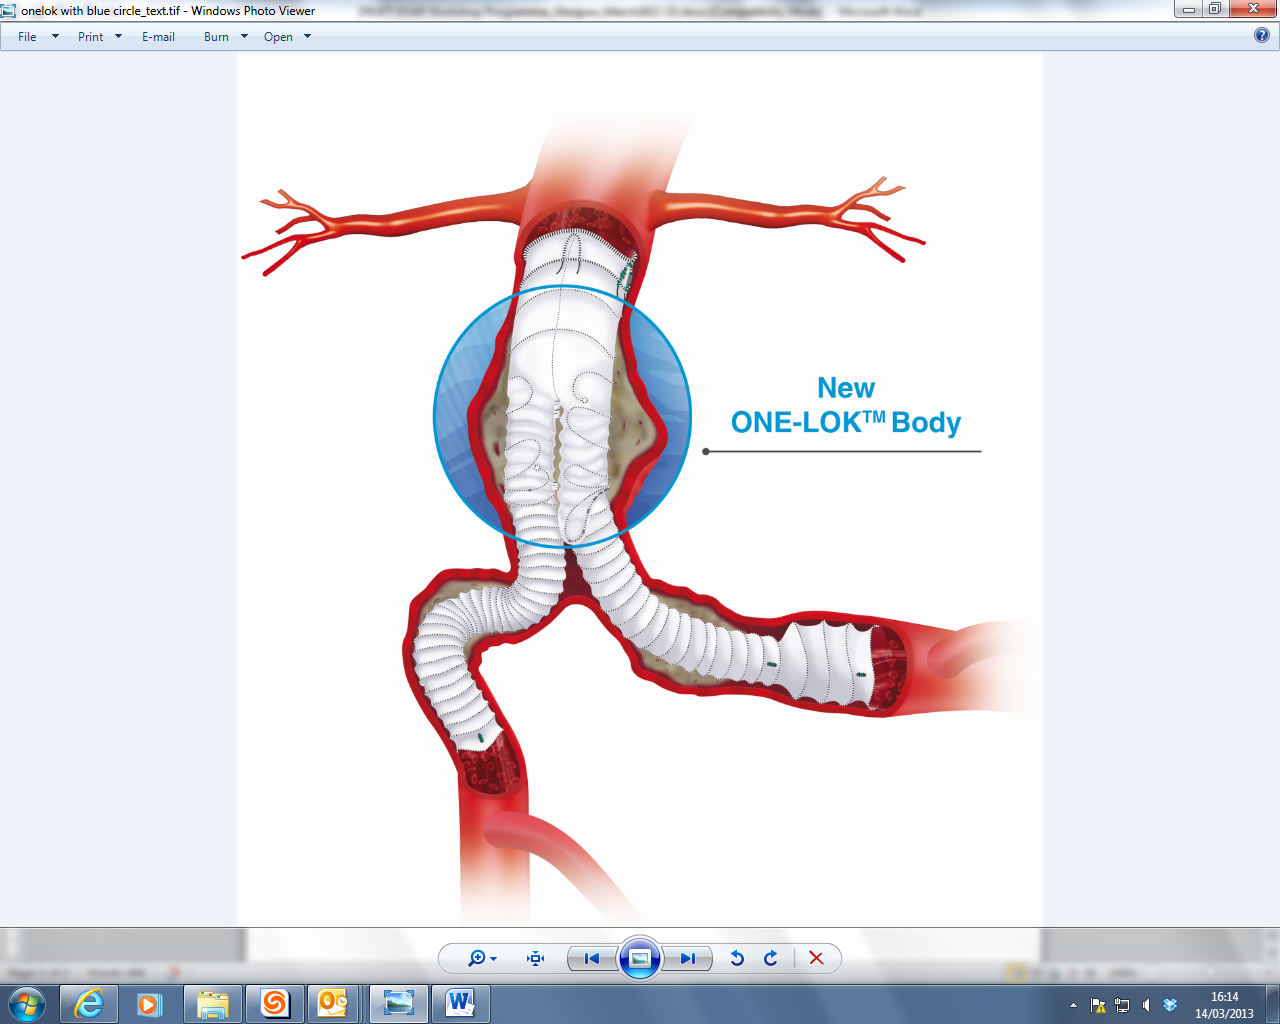 onelok with blue circle_text.tif - Windows Photo Viewer
File Print E-mail Burn Open
New
ONE-LOK™ Body
16:14
14/03/2013